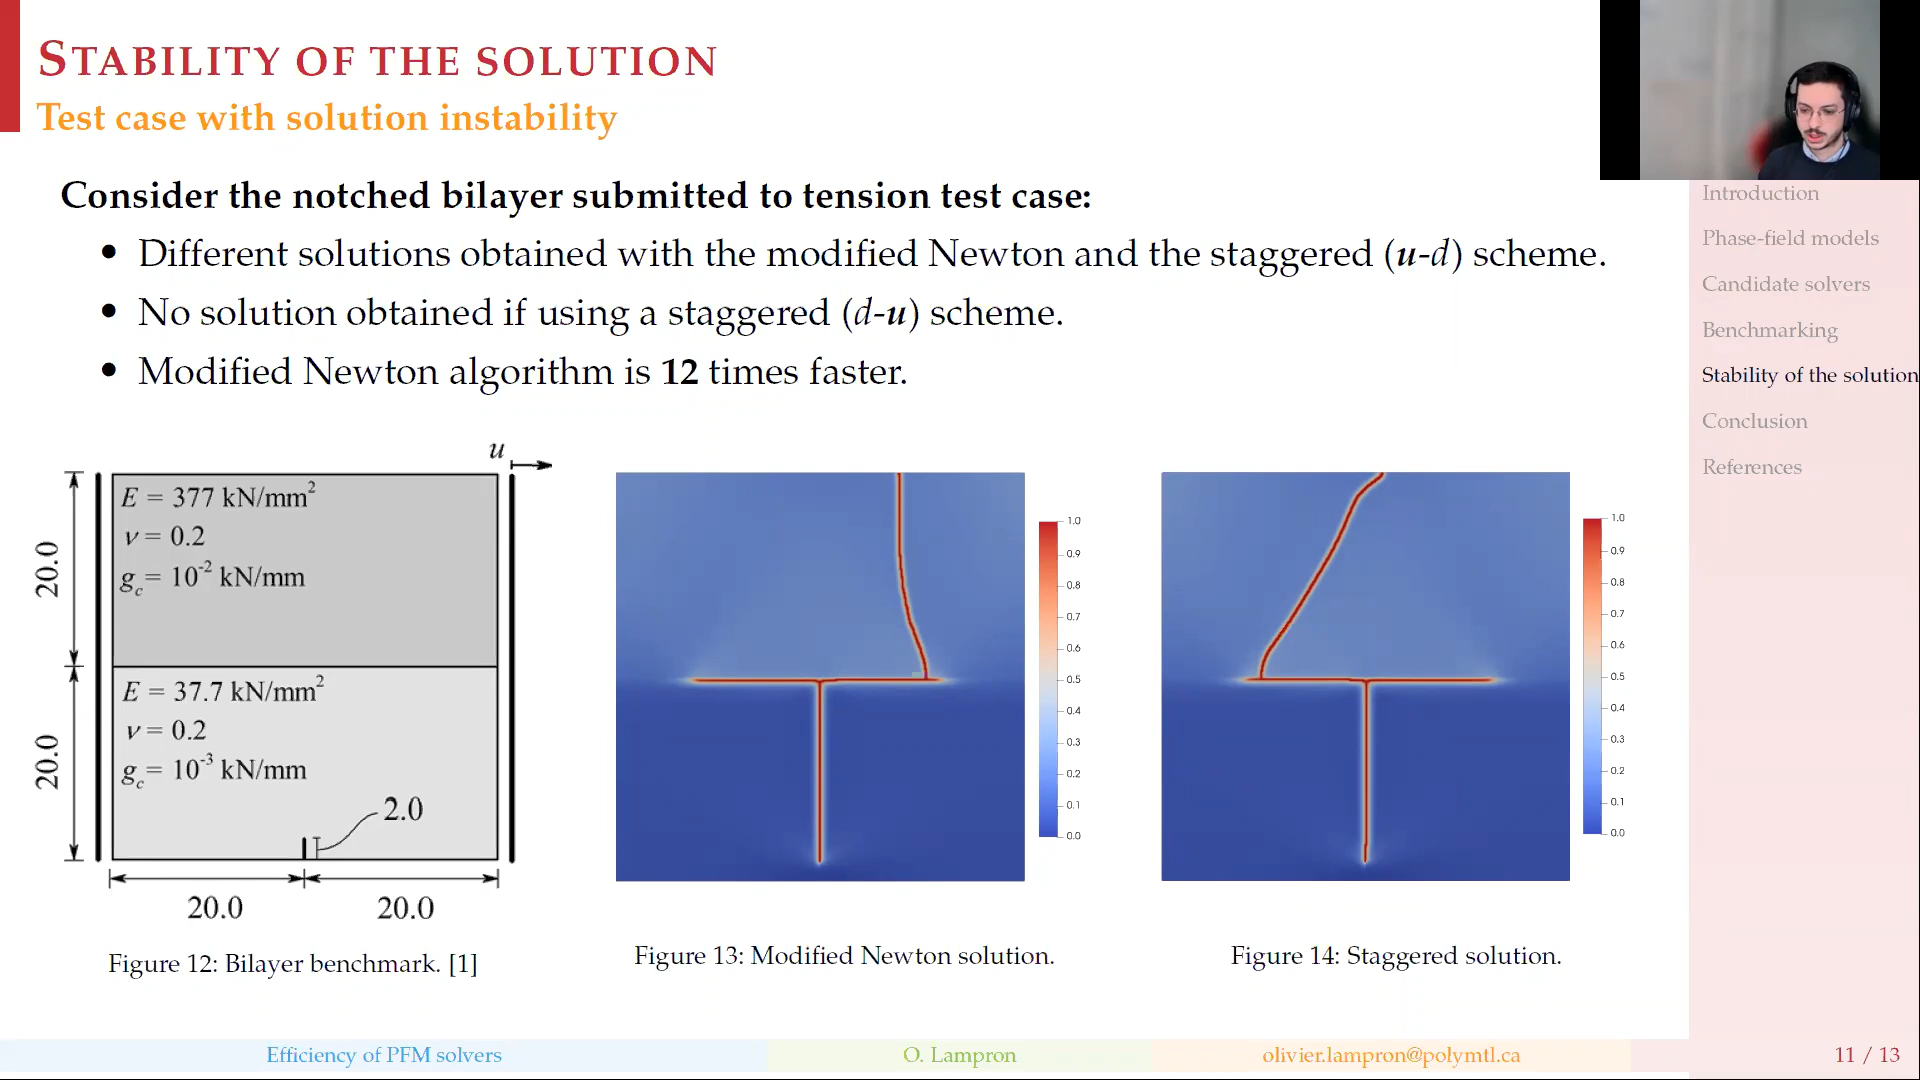 STABILITY OF THE SOLUTION
Test case with solution instability
Consider the notched bilayer submitted to tension test case:
• Different solutions obtained with the modified Newton and the staggered (u-d) scheme.
• No solution obtained if using a staggered (d-u) scheme.
• Modified Newton algorithm is 12 times faster.
Introduction
Phase-field models
Candidate solvers
Benchmarking
Stability of the solution
Conclusion
References
u
E = 377 kN/mm²
ν = 0.2
g_c = 10⁻² kN/mm
20.0
E = 37.7 kN/mm²
ν = 0.2
g_c = 10⁻³ kN/mm
20.0
2.0
20.0
20.0
Figure 12: Bilayer benchmark. [1]
1.0
0.9
0.8
0.7
0.6
0.5
0.4
0.3
0.2
0.1
0.0
Figure 13: Modified Newton solution.
1.0
0.9
0.8
0.7
0.6
0.5
0.4
0.3
0.2
0.1
0.0
Figure 14: Staggered solution.
Efficiency of PFM solvers
O. Lampron
olivier.lampron@polymtl.ca
11 / 13